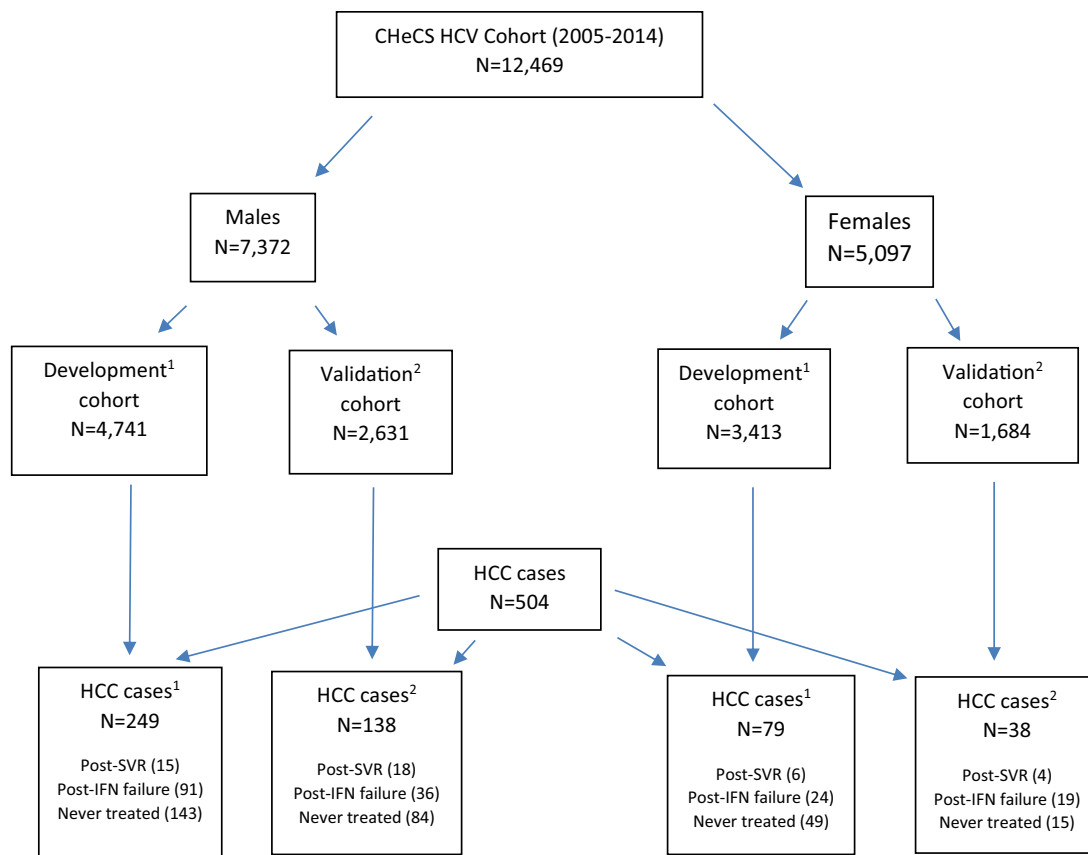 CHeCS HCV Cohort (2005-2014)
N=12,469
Males
N=7,372
Females
N=5,097
Development¹
cohort
N=4,741
Validation²
cohort
N=2,631
Development¹
cohort
N=3,413
Validation²
cohort
N=1,684
HCC cases
N=504
HCC cases¹
N=249
Post-SVR (15)
Post-IFN failure (91)
Never treated (143)
HCC cases²
N=138
Post-SVR (18)
Post-IFN failure (36)
Never treated (84)
HCC cases¹
N=79
Post-SVR (6)
Post-IFN failure (24)
Never treated (49)
HCC cases²
N=38
Post-SVR (4)
Post-IFN failure (19)
Never treated (15)